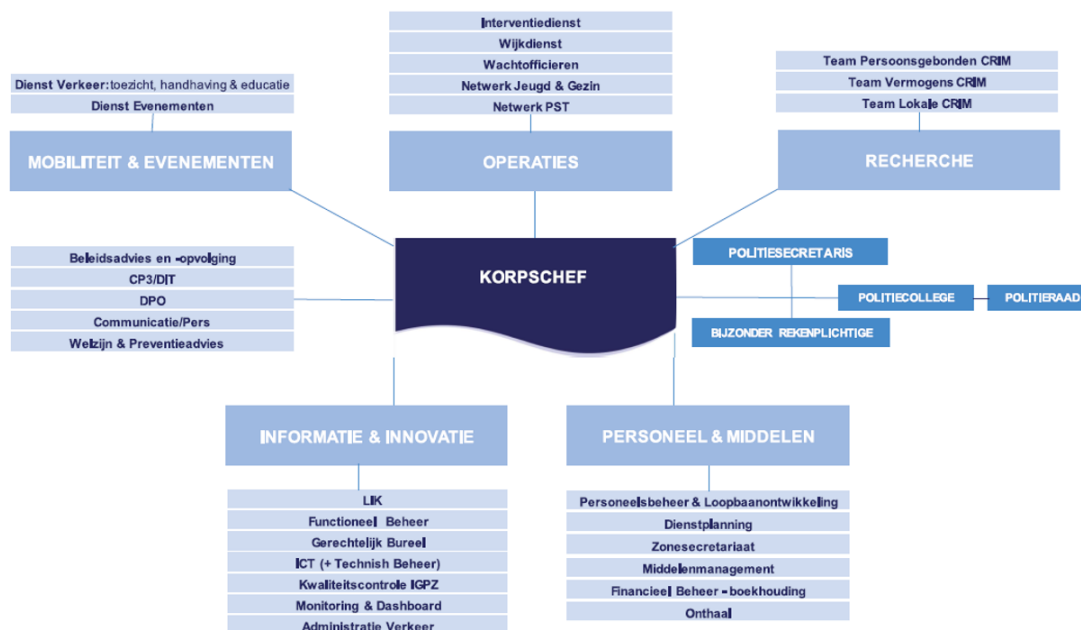 Interventiedienst
Wijkdienst
Wachtofficieren
Netwerk Jeugd & Gezin
Netwerk PST
Dienst Verkeer:toezicht, handhaving & educatie
Dienst Evenementen
Team Persoonsgebonden CRIM
Team Vermogens CRIM
Team Lokale CRIM
MOBILITEIT & EVENEMENTEN
OPERATIES
RECHERCHE
Beleidsadvies en -opvolging
CP3/DIT
DPO
Communicatie/Pers
Welzijn & Preventieadvies
KORPSCHEF
POLITIESECRETARIS
POLITIECOLLEGE
POLITIERAAD
BIJZONDER REKENPLICHTIGE
INFORMATIE & INNOVATIE
LIK
Functioneel Beheer
Gerechtelijk Bureel
ICT (+ Technish Beheer)
Kwaliteitscontrole IGPZ
Monitoring & Dashboard
Administratie Verkeer
PERSONEEL & MIDDELEN
Personeelsbeheer & Loopbaanontwikkeling
Dienstplanning
Zonesecretariaat
Middelenmanagement
Financieel Beheer - boekhouding
Onthaal